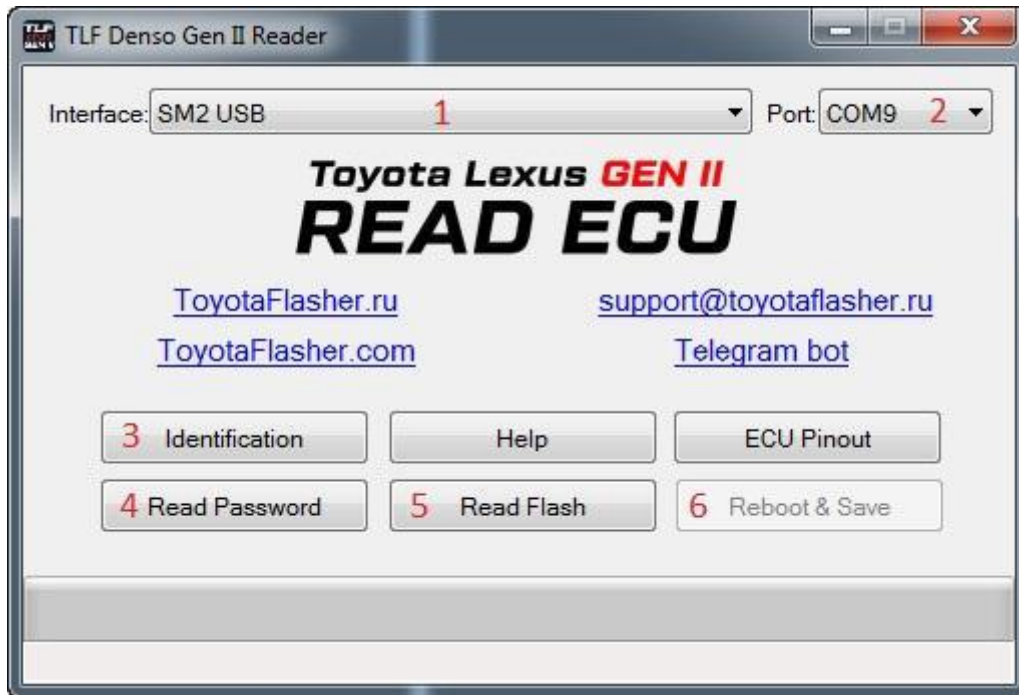 TLF Denso Gen II Reader
Interface: SM2 USB 1 Port: COM9 2
Toyota Lexus GEN II
READ ECU
ToyotaFlasher.ru support@toyotaflasher.ru
ToyotaFlasher.com Telegram bot
3 Identification Help ECU Pinout
4 Read Password 5 Read Flash 6 Reboot & Save